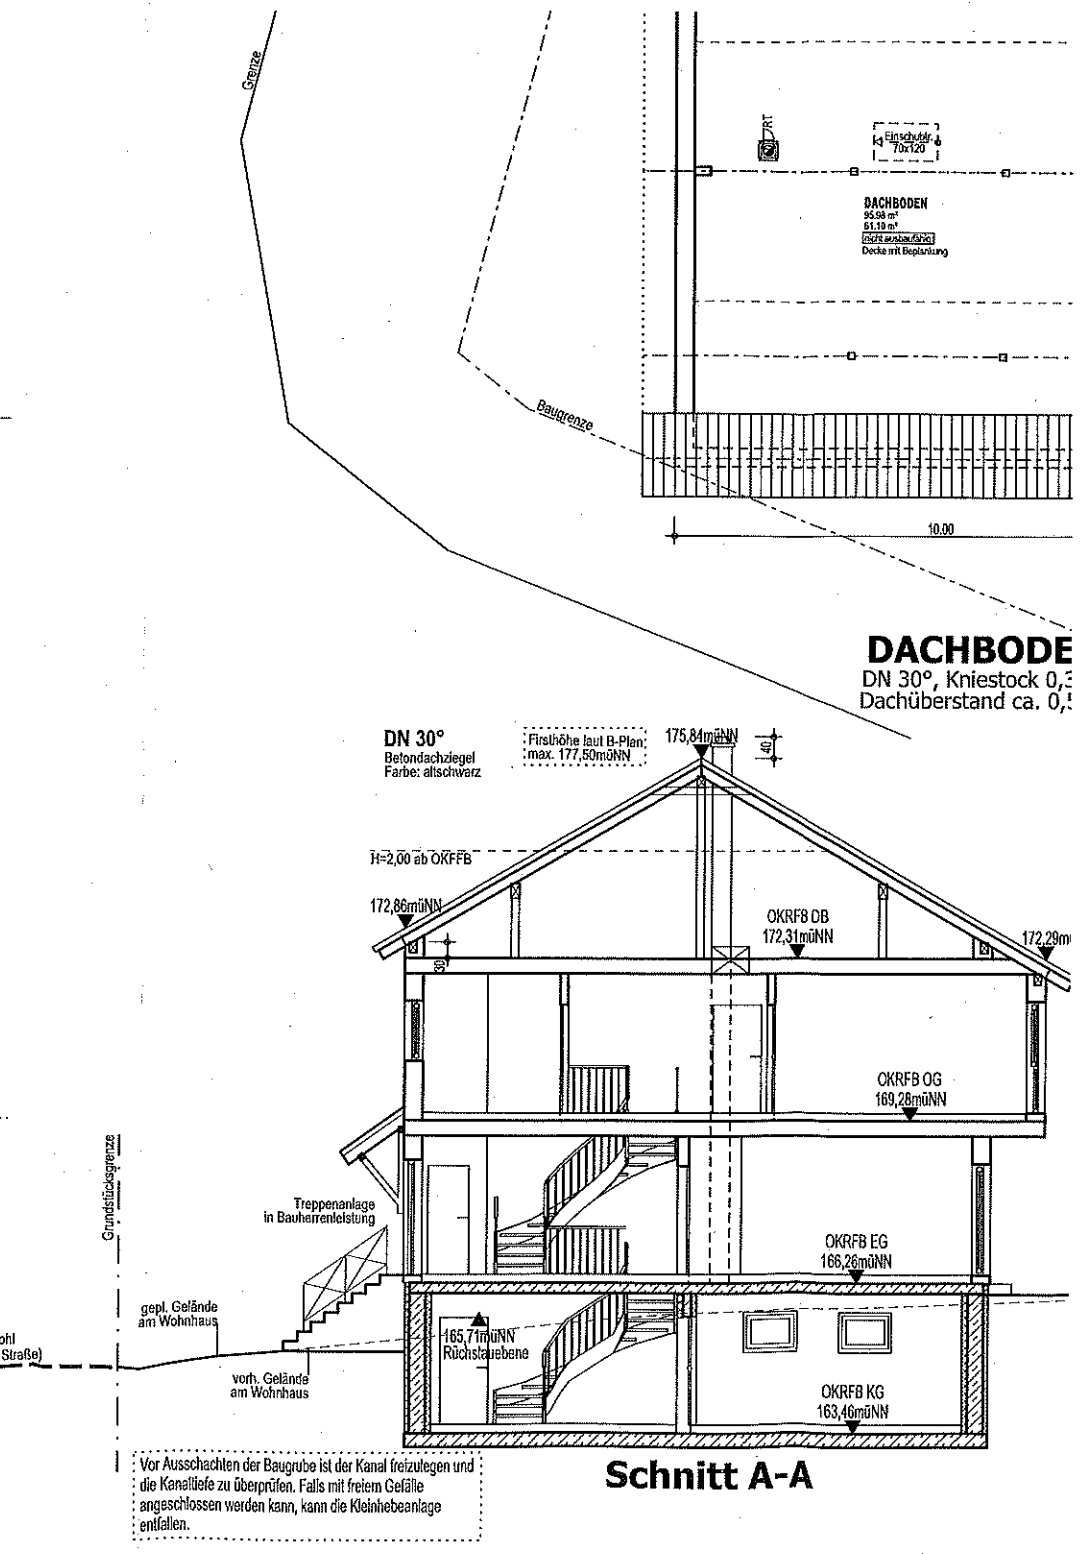 Grenze
RT
Einschubtr.
70x120
DACHBODEN
95.98 m²
61.10 m²
nicht ausbaufähig
Decke mit Beplankung
Baugrenze
10.00
DACHBODE
DN 30°, Kniestock 0,3
Dachüberstand ca. 0,5
DN 30°
Betondachziegel
Farbe: altschwarz
Firsthöhe laut B-Plan:
max. 177,50müNN
175,84müNN
40
H=2,00 ab OKFFB
172,86müNN
OKRFB DB
172,31müNN
172,29m
30
OKRFB OG
169,28müNN
Grundstücksgrenze
Treppenanlage
in Bauherrenleistung
OKRFB EG
166,26müNN
gepl. Gelände
am Wohnhaus
ohl
Straße)
165,71müNN
Rüchstauebene
vorh. Gelände
am Wohnhaus
OKRFB KG
163,46müNN
Vor Ausschachten der Baugrube ist der Kanal freizulegen und
die Kanaltiefe zu überprüfen. Falls mit freiem Gefälle
angeschlossen werden kann, kann die Kleinhebeanlage
entfallen.
Schnitt A-A